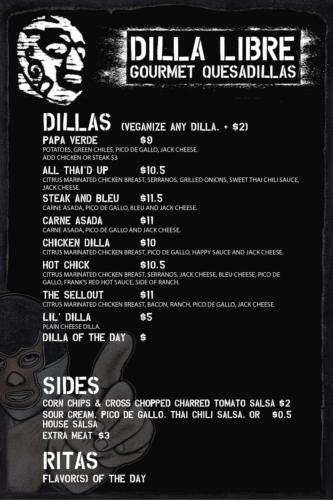 DILLA LIBRE
GOURMET QUESADILLAS
DILLAS (VEGANIZE ANY DILLA. + $2)
PAPA VERDE $9
POTATOES, GREEN CHILES, PICO DE GALLO, JACK CHEESE.
ADD CHICKEN OR STEAK $3
ALL THAI'D UP $10.5
CITRUS MARINATED CHICKEN BREAST, SERRANOS, GRILLED ONIONS, SWEET THAI CHILI SAUCE,
JACK CHEESE.
STEAK AND BLEU $11.5
CARNE ASADA, PICO DE GALLO, BLEU AND JACK CHEESE.
CARNE ASADA $11
CARNE ASADA, PICO DE GALLO AND JACK CHEESE.
CHICKEN DILLA $10
CITRUS MARINATED CHICKEN BREAST, PICO DE GALLO, HAPPY SAUCE AND JACK CHEESE.
HOT CHICK $10.5
CITRUS MARINATED CHICKEN BREAST, SERRANOS, JACK CHEESE, BLEU CHEESE, PICO DE
GALLO, FRANK'S RED HOT SAUCE, SIDE OF RANCH.
THE SELLOUT $11
CITRUS MARINATED CHICKEN BREAST, BACON, RANCH, PICO DE GALLO, JACK CHEESE.
LIL' DILLA $5
PLAIN CHEESE DILLA.
DILLA OF THE DAY $
SIDES
CORN CHIPS & CROSS CHOPPED CHARRED TOMATO SALSA $2
SOUR CREAM. PICO DE GALLO. THAI CHILI SALSA. OR $0.5
HOUSE SALSA
EXTRA MEAT $3
RITAS
FLAVOR(S) OF THE DAY